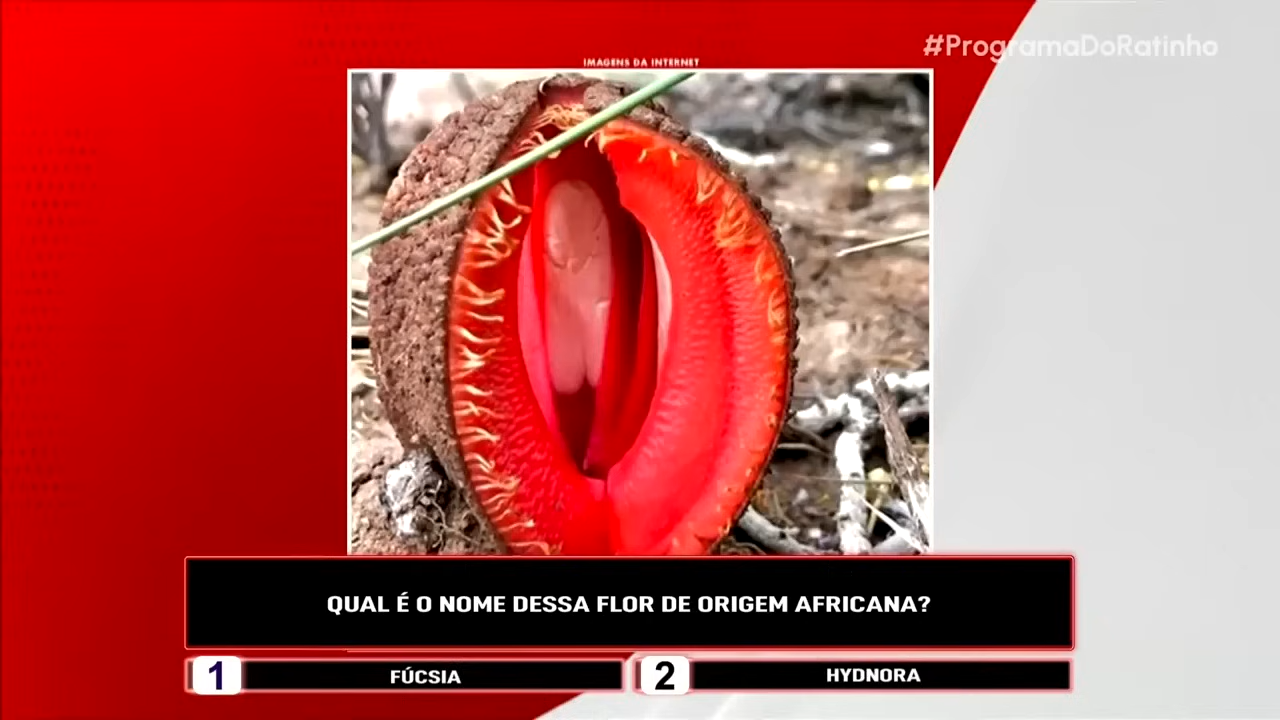 #ProgramaDoRatinho
IMAGENS DA INTERNET
QUAL É O NOME DESSA FLOR DE ORIGEM AFRICANA?
1 FÚCSIA
2 HYDNORA